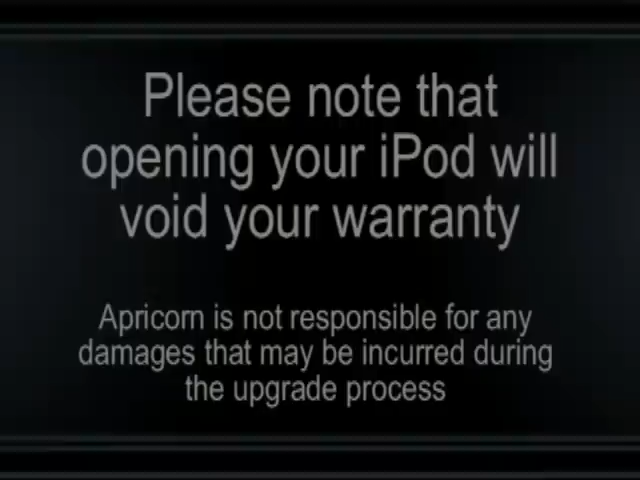 Please note that
opening your iPod will
void your warranty
Apricorn is not responsible for any
damages that may be incurred during
the upgrade process